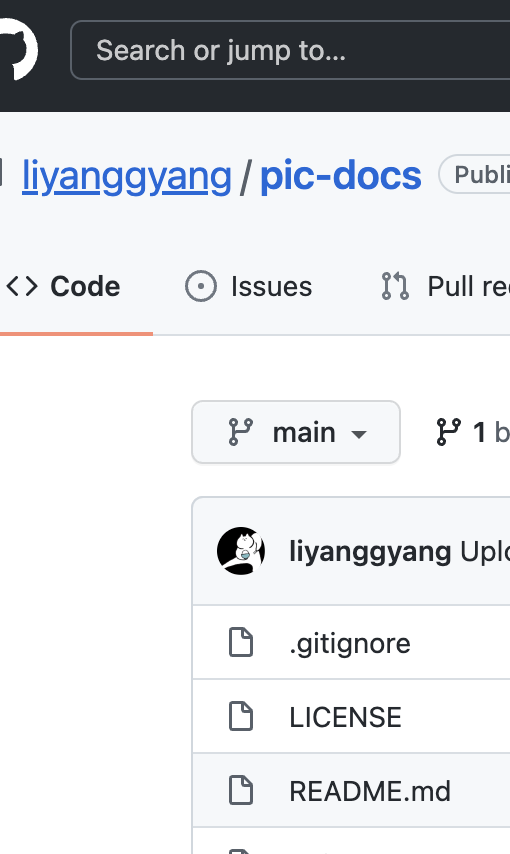 Search or jump to...
liyanggyang / pic-docs Publi
Code Issues Pull re
main 1 b
liyanggyang Uplo
.gitignore
LICENSE
README.md